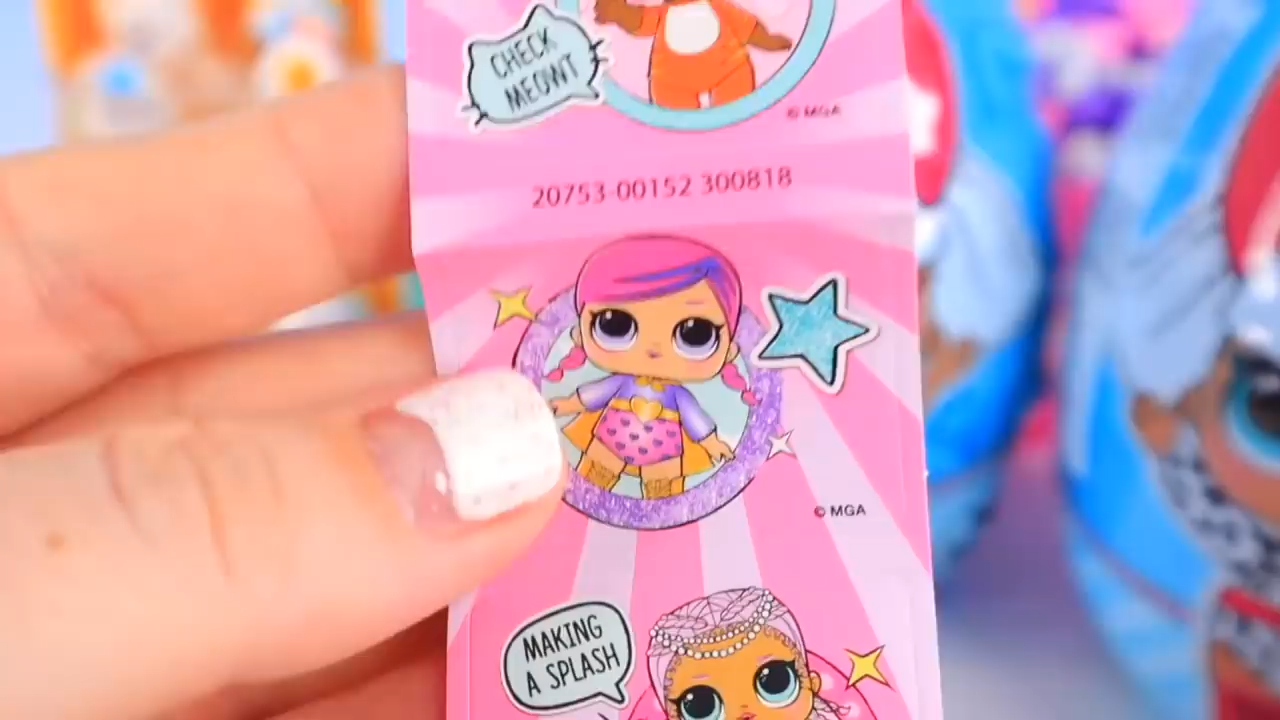 CHECK
MEOWT
© MGA
20753-00152 300818
© MGA
MAKING
A SPLASH